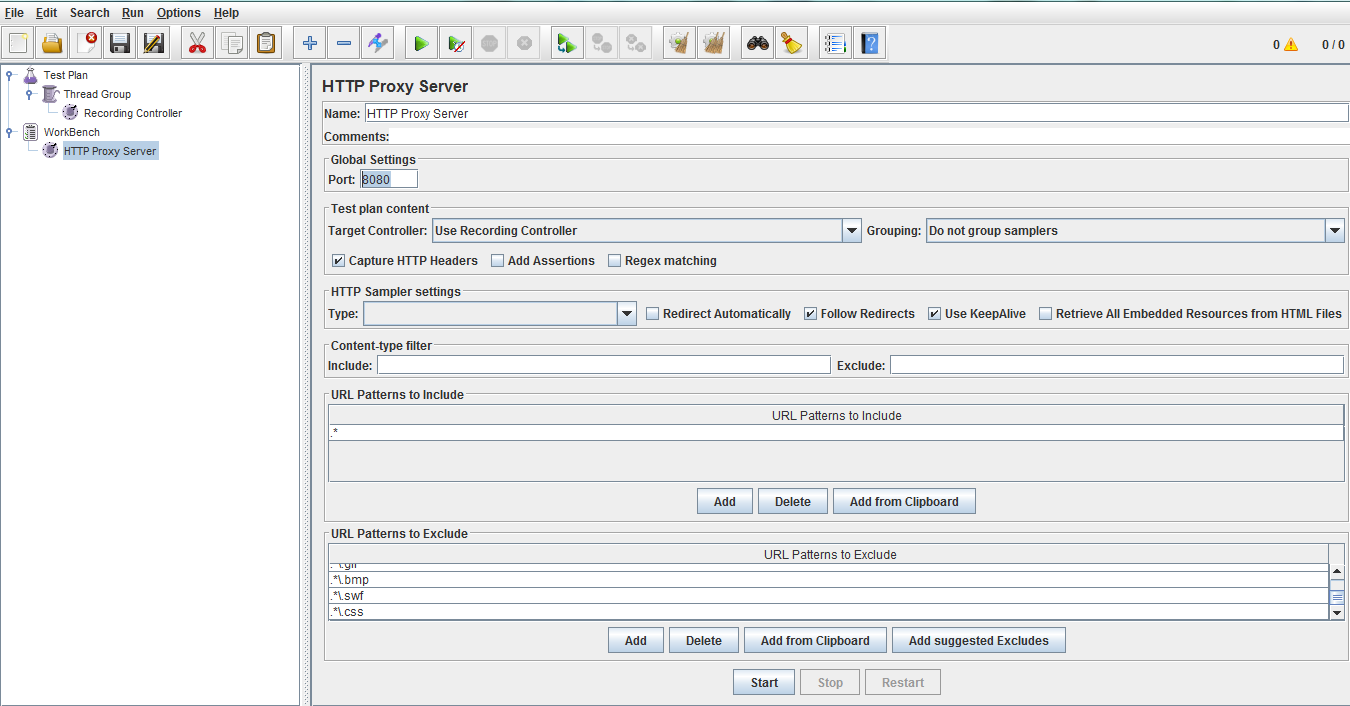 File Edit Search Run Options Help
0 0 / 0
Test Plan
Thread Group
Recording Controller
WorkBench
HTTP Proxy Server
HTTP Proxy Server
Name: HTTP Proxy Server
Comments:
Global Settings
Port: 8080
Test plan content
Target Controller: Use Recording Controller Grouping: Do not group samplers
Capture HTTP Headers Add Assertions Regex matching
HTTP Sampler settings
Type: Redirect Automatically Follow Redirects Use KeepAlive Retrieve All Embedded Resources from HTML Files
Content-type filter
Include: Exclude:
URL Patterns to Include
URL Patterns to Include
.*
Add Delete Add from Clipboard
URL Patterns to Exclude
URL Patterns to Exclude
.*\.gif
.*\.bmp
.*\.swf
.*\.css
Add Delete Add from Clipboard Add suggested Excludes
Start Stop Restart